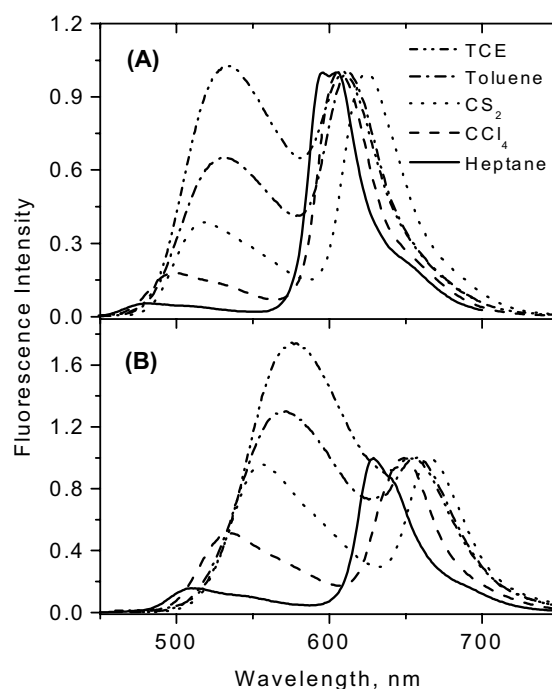 1.2
(A)
TCE
Toluene
CS₂
CCl₄
Heptane
0.9
0.6
0.3
0.0
(B)
1.6
1.2
0.8
0.4
0.0
500
600
700
Fluorescence Intensity
Wavelength, nm